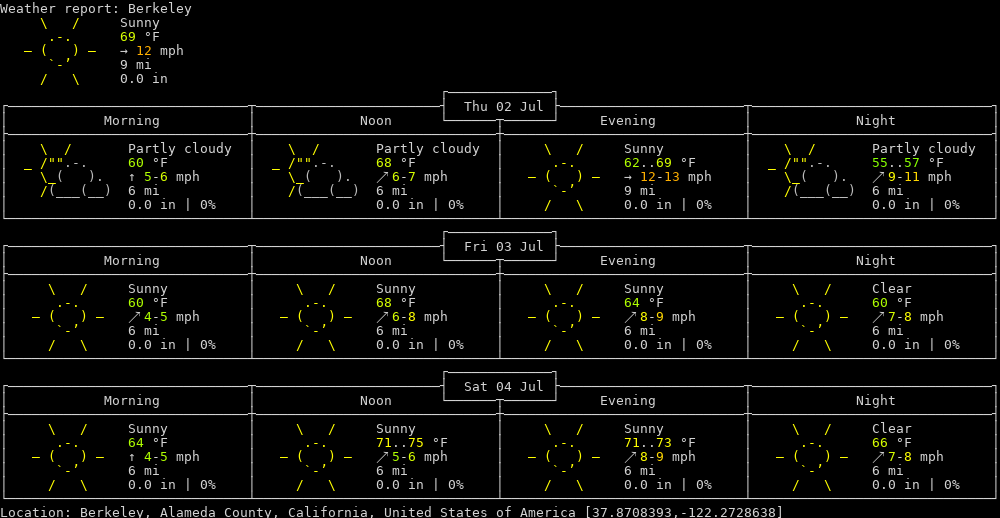 Weather report: Berkeley
Sunny
69 °F
→ 12 mph
9 mi
0.0 in
Thu 02 Jul
Morning Noon Evening Night
Partly cloudy Partly cloudy Sunny Partly cloudy
60 °F 68 °F 62..69 °F 55..57 °F
↑ 5-6 mph ↗ 6-7 mph → 12-13 mph ↗ 9-11 mph
6 mi 6 mi 9 mi 6 mi
0.0 in | 0% 0.0 in | 0% 0.0 in | 0% 0.0 in | 0%
Fri 03 Jul
Morning Noon Evening Night
Sunny Sunny Sunny Clear
60 °F 68 °F 64 °F 60 °F
↗ 4-5 mph ↗ 6-8 mph ↗ 8-9 mph ↗ 7-8 mph
6 mi 6 mi 6 mi 6 mi
0.0 in | 0% 0.0 in | 0% 0.0 in | 0% 0.0 in | 0%
Sat 04 Jul
Morning Noon Evening Night
Sunny Sunny Sunny Clear
64 °F 71..75 °F 71..73 °F 66 °F
↑ 4-5 mph ↗ 5-6 mph ↗ 8-9 mph ↗ 7-8 mph
6 mi 6 mi 6 mi 6 mi
0.0 in | 0% 0.0 in | 0% 0.0 in | 0% 0.0 in | 0%
Location: Berkeley, Alameda County, California, United States of America [37.8708393,-122.2728638]